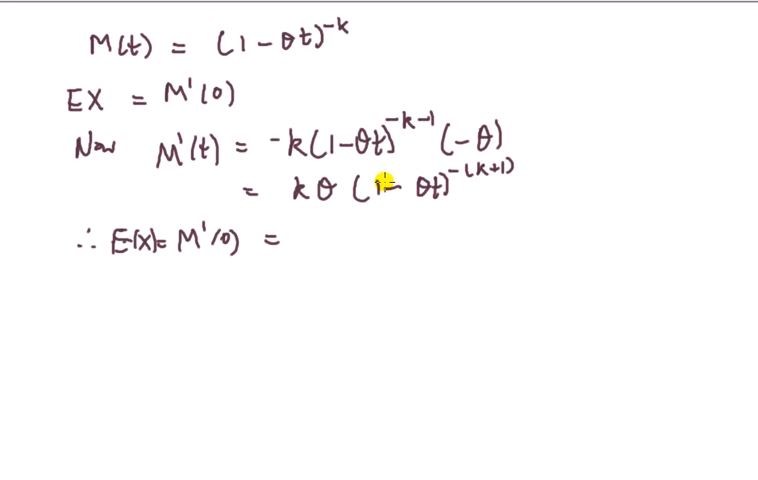 M(t) = (1 - θt)^{-k}
EX = M'(0)
Now M'(t) = -k(1-θt)^{-k-1} (-θ)
= kθ (1 - θt)^{-(k+1)}
∴ E(X)= M'(0) =